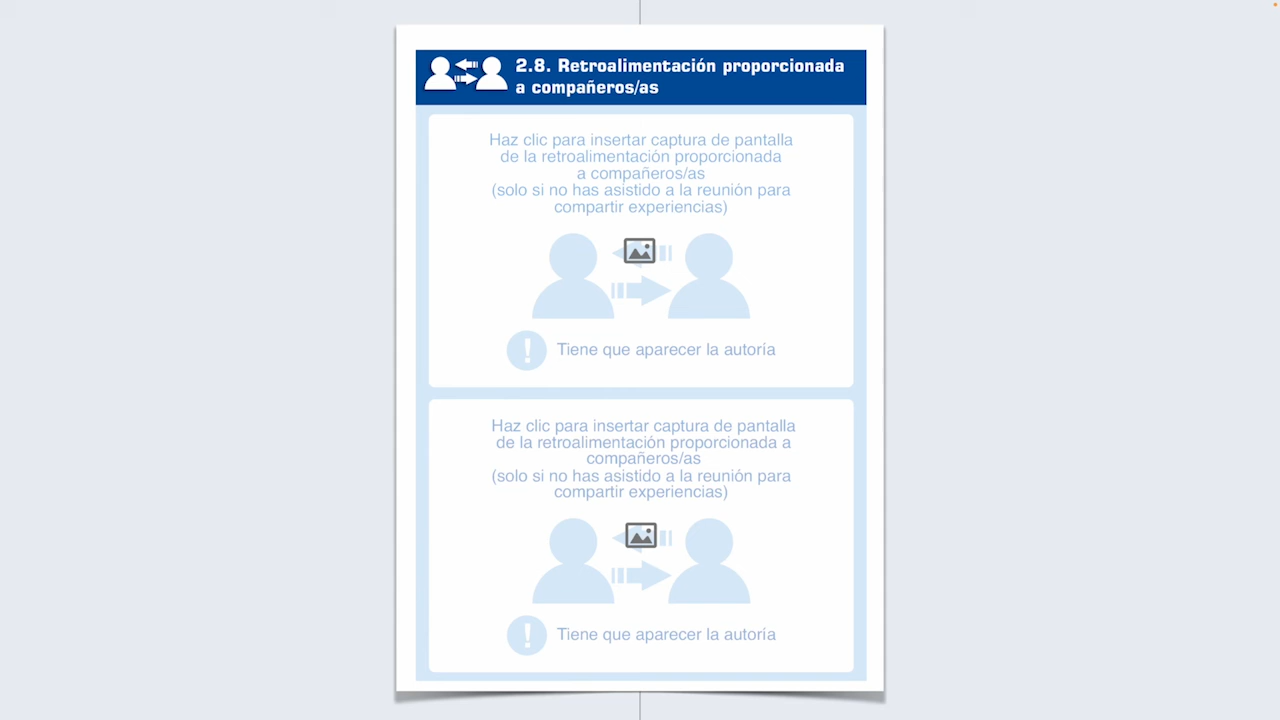 2.8. Retroalimentación proporcionada
a compañeros/as
Haz clic para insertar captura de pantalla
de la retroalimentación proporcionada
a compañeros/as
(solo si no has asistido a la reunión para
compartir experiencias)
! Tiene que aparecer la autoría
Haz clic para insertar captura de pantalla
de la retroalimentación proporcionada a
compañeros/as
(solo si no has asistido a la reunión para
compartir experiencias)
! Tiene que aparecer la autoría